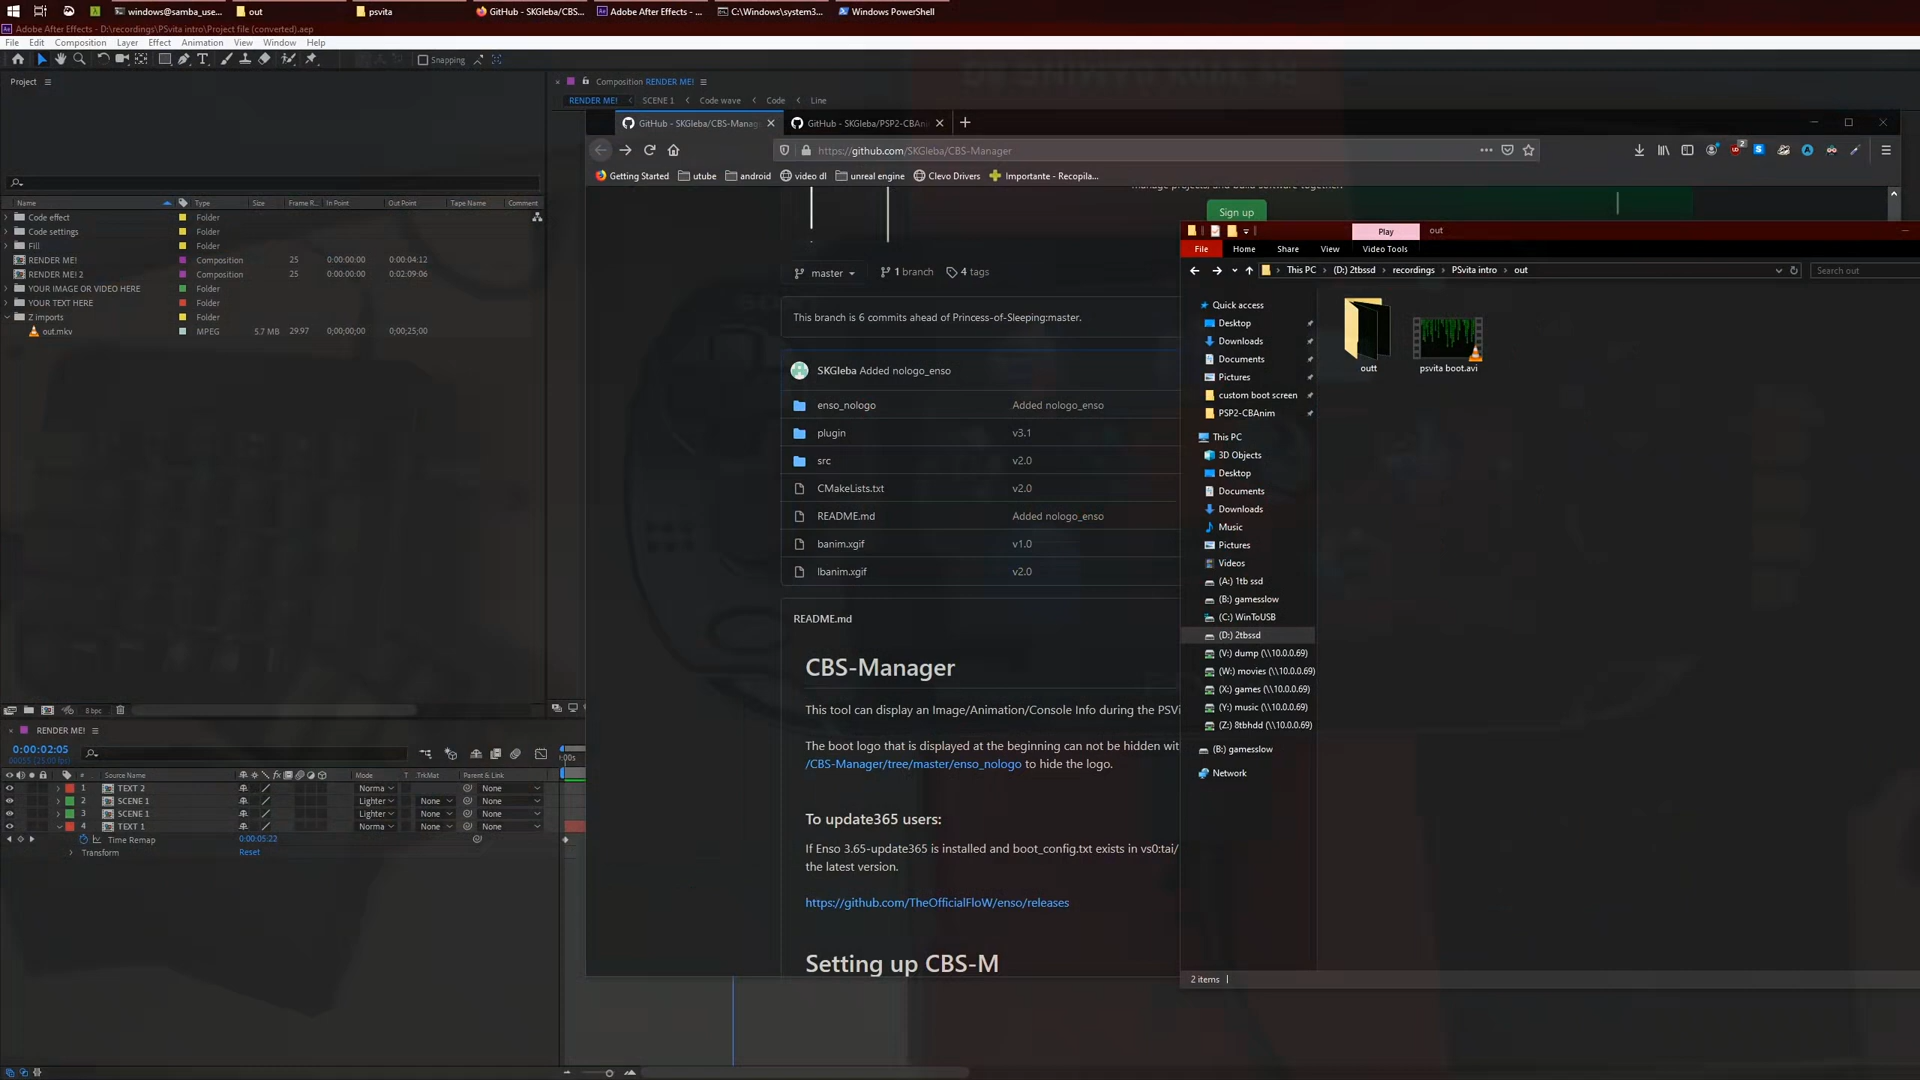 windows@samba_use...
out
psvita
GitHub - SKGleba/CBS...
Adobe After Effects - ...
C:\Windows\system3...
Windows PowerShell
Adobe After Effects - D:\recordings\PSvita intro\Project file (converted).aep
File Edit Composition Layer Effect Animation View Window Help
Snapping
Project
Composition RENDER ME!
RENDER ME! SCENE 1 Code wave Code Line
Name Type Size Frame R... In Point Out Point Tape Name Comment
Code effect Folder
Code settings Folder
Fill Folder
RENDER ME! Composition 25 0:00:00:00 0:00:04:12
RENDER ME! 2 Composition 25 0:00:00:00 0:02:09:06
YOUR IMAGE OR VIDEO HERE Folder
YOUR TEXT HERE Folder
Z imports Folder
out.mkv MPEG 5.7 MB 29.97 0;00;00;00 0;00;25;00
8 bpc
RENDER ME!
0:00:02:05
00055 (25.00 fps)
:00s
# Source Name Mode T .TrkMat Parent & Link
1 TEXT 2 Norma None
2 SCENE 1 Lighter None None
3 SCENE 1 Lighter None None
4 TEXT 1 Norma None None
Time Remap 0:00:05:22
Transform Reset
GitHub - SKGleba/CBS-Manag
GitHub - SKGleba/PSP2-CBAni
https://github.com/SKGleba/CBS-Manager
2
Getting Started utube android video dl unreal engine Clevo Drivers Importante - Recopila...
manage projects, and build software together.
Sign up
master 1 branch 4 tags
This branch is 6 commits ahead of Princess-of-Sleeping:master.
SKGleba Added nologo_enso
enso_nologo Added nologo_enso
plugin v3.1
src v2.0
CMakeLists.txt v2.0
README.md Added nologo_enso
banim.xgif v1.0
lbanim.xgif v2.0
README.md
CBS-Manager
This tool can display an Image/Animation/Console Info during the PSVi
The boot logo that is displayed at the beginning can not be hidden wit
/CBS-Manager/tree/master/enso_nologo to hide the logo.
To update365 users:
If Enso 3.65-update365 is installed and boot_config.txt exists in vs0:tai/
the latest version.
https://github.com/TheOfficialFloW/enso/releases
Setting up CBS-M
Play out
File Home Share View Video Tools
This PC (D:) 2tbssd recordings PSvita intro out
Search out
Quick access
Desktop
Downloads
Documents
Pictures
custom boot screen
PSP2-CBAnim
This PC
3D Objects
Desktop
Documents
Downloads
Music
Pictures
Videos
(A:) 1tb ssd
(B:) gamesslow
(C:) WinToUSB
(D:) 2tbssd
(V:) dump (\\10.0.0.69)
(W:) movies (\\10.0.0.69)
(X:) games (\\10.0.0.69)
(Y:) music (\\10.0.0.69)
(Z:) 8tbhdd (\\10.0.0.69)
(B:) gamesslow
Network
outt
psvita boot.avi
2 items